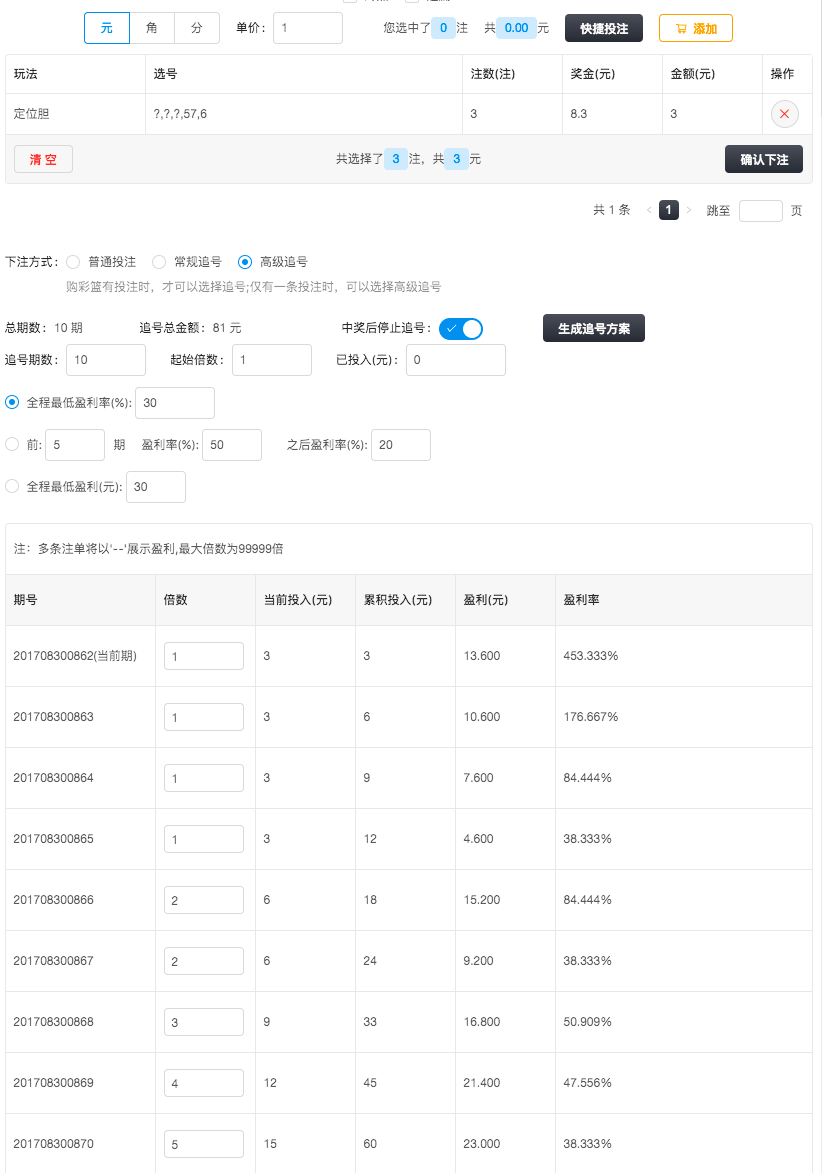 元 角 分 单价: 1 您选中了 0 注 共 0.00 元 快捷投注 添加
玩法 选号 注数(注) 奖金(元) 金额(元) 操作
定位胆 ?,?,?,57,6 3 8.3 3
清 空 共选择了 3 注，共 3 元 确认下注
共 1 条 < 1 > 跳至 页
下注方式: 普通投注 常规追号 高级追号
购彩篮有投注时，才可以选择追号;仅有一条投注时，可以选择高级追号
总期数: 10 期 追号总金额: 81 元 中奖后停止追号: 生成追号方案
追号期数: 10 起始倍数: 1 已投入(元): 0
全程最低盈利率(%): 30
前: 5 期 盈利率(%): 50 之后盈利率(%): 20
全程最低盈利(元): 30
注：多条注单将以'--'展示盈利,最大倍数为99999倍
期号 倍数 当前投入(元) 累积投入(元) 盈利(元) 盈利率
201708300862(当前期) 1 3 3 13.600 453.333%
201708300863 1 3 6 10.600 176.667%
201708300864 1 3 9 7.600 84.444%
201708300865 1 3 12 4.600 38.333%
201708300866 2 6 18 15.200 84.444%
201708300867 2 6 24 9.200 38.333%
201708300868 3 9 33 16.800 50.909%
201708300869 4 12 45 21.400 47.556%
201708300870 5 15 60 23.000 38.333%